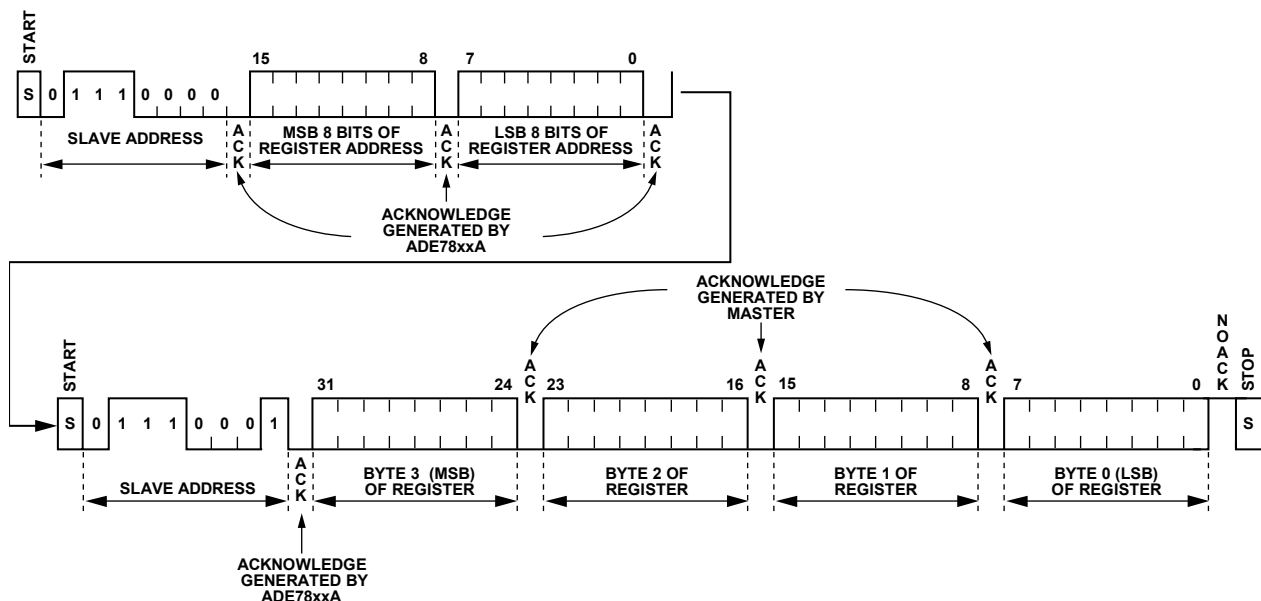 START
15 8 7 0
S 0 1 1 1 0 0 0 0
SLAVE ADDRESS
ACK
MSB 8 BITS OF
REGISTER ADDRESS
ACK
LSB 8 BITS OF
REGISTER ADDRESS
ACK
ACKNOWLEDGE
GENERATED BY
ADE78xxA
ACKNOWLEDGE
GENERATED BY
MASTER
START
31 24
ACK
23 16
ACK
15 8
ACK
7 0
NOACK
STOP
S 0 1 1 1 0 0 0 1
S
SLAVE ADDRESS
ACK
BYTE 3 (MSB)
OF REGISTER
BYTE 2 OF
REGISTER
BYTE 1 OF
REGISTER
BYTE 0 (LSB)
OF REGISTER
ACKNOWLEDGE
GENERATED BY
ADE78xxA